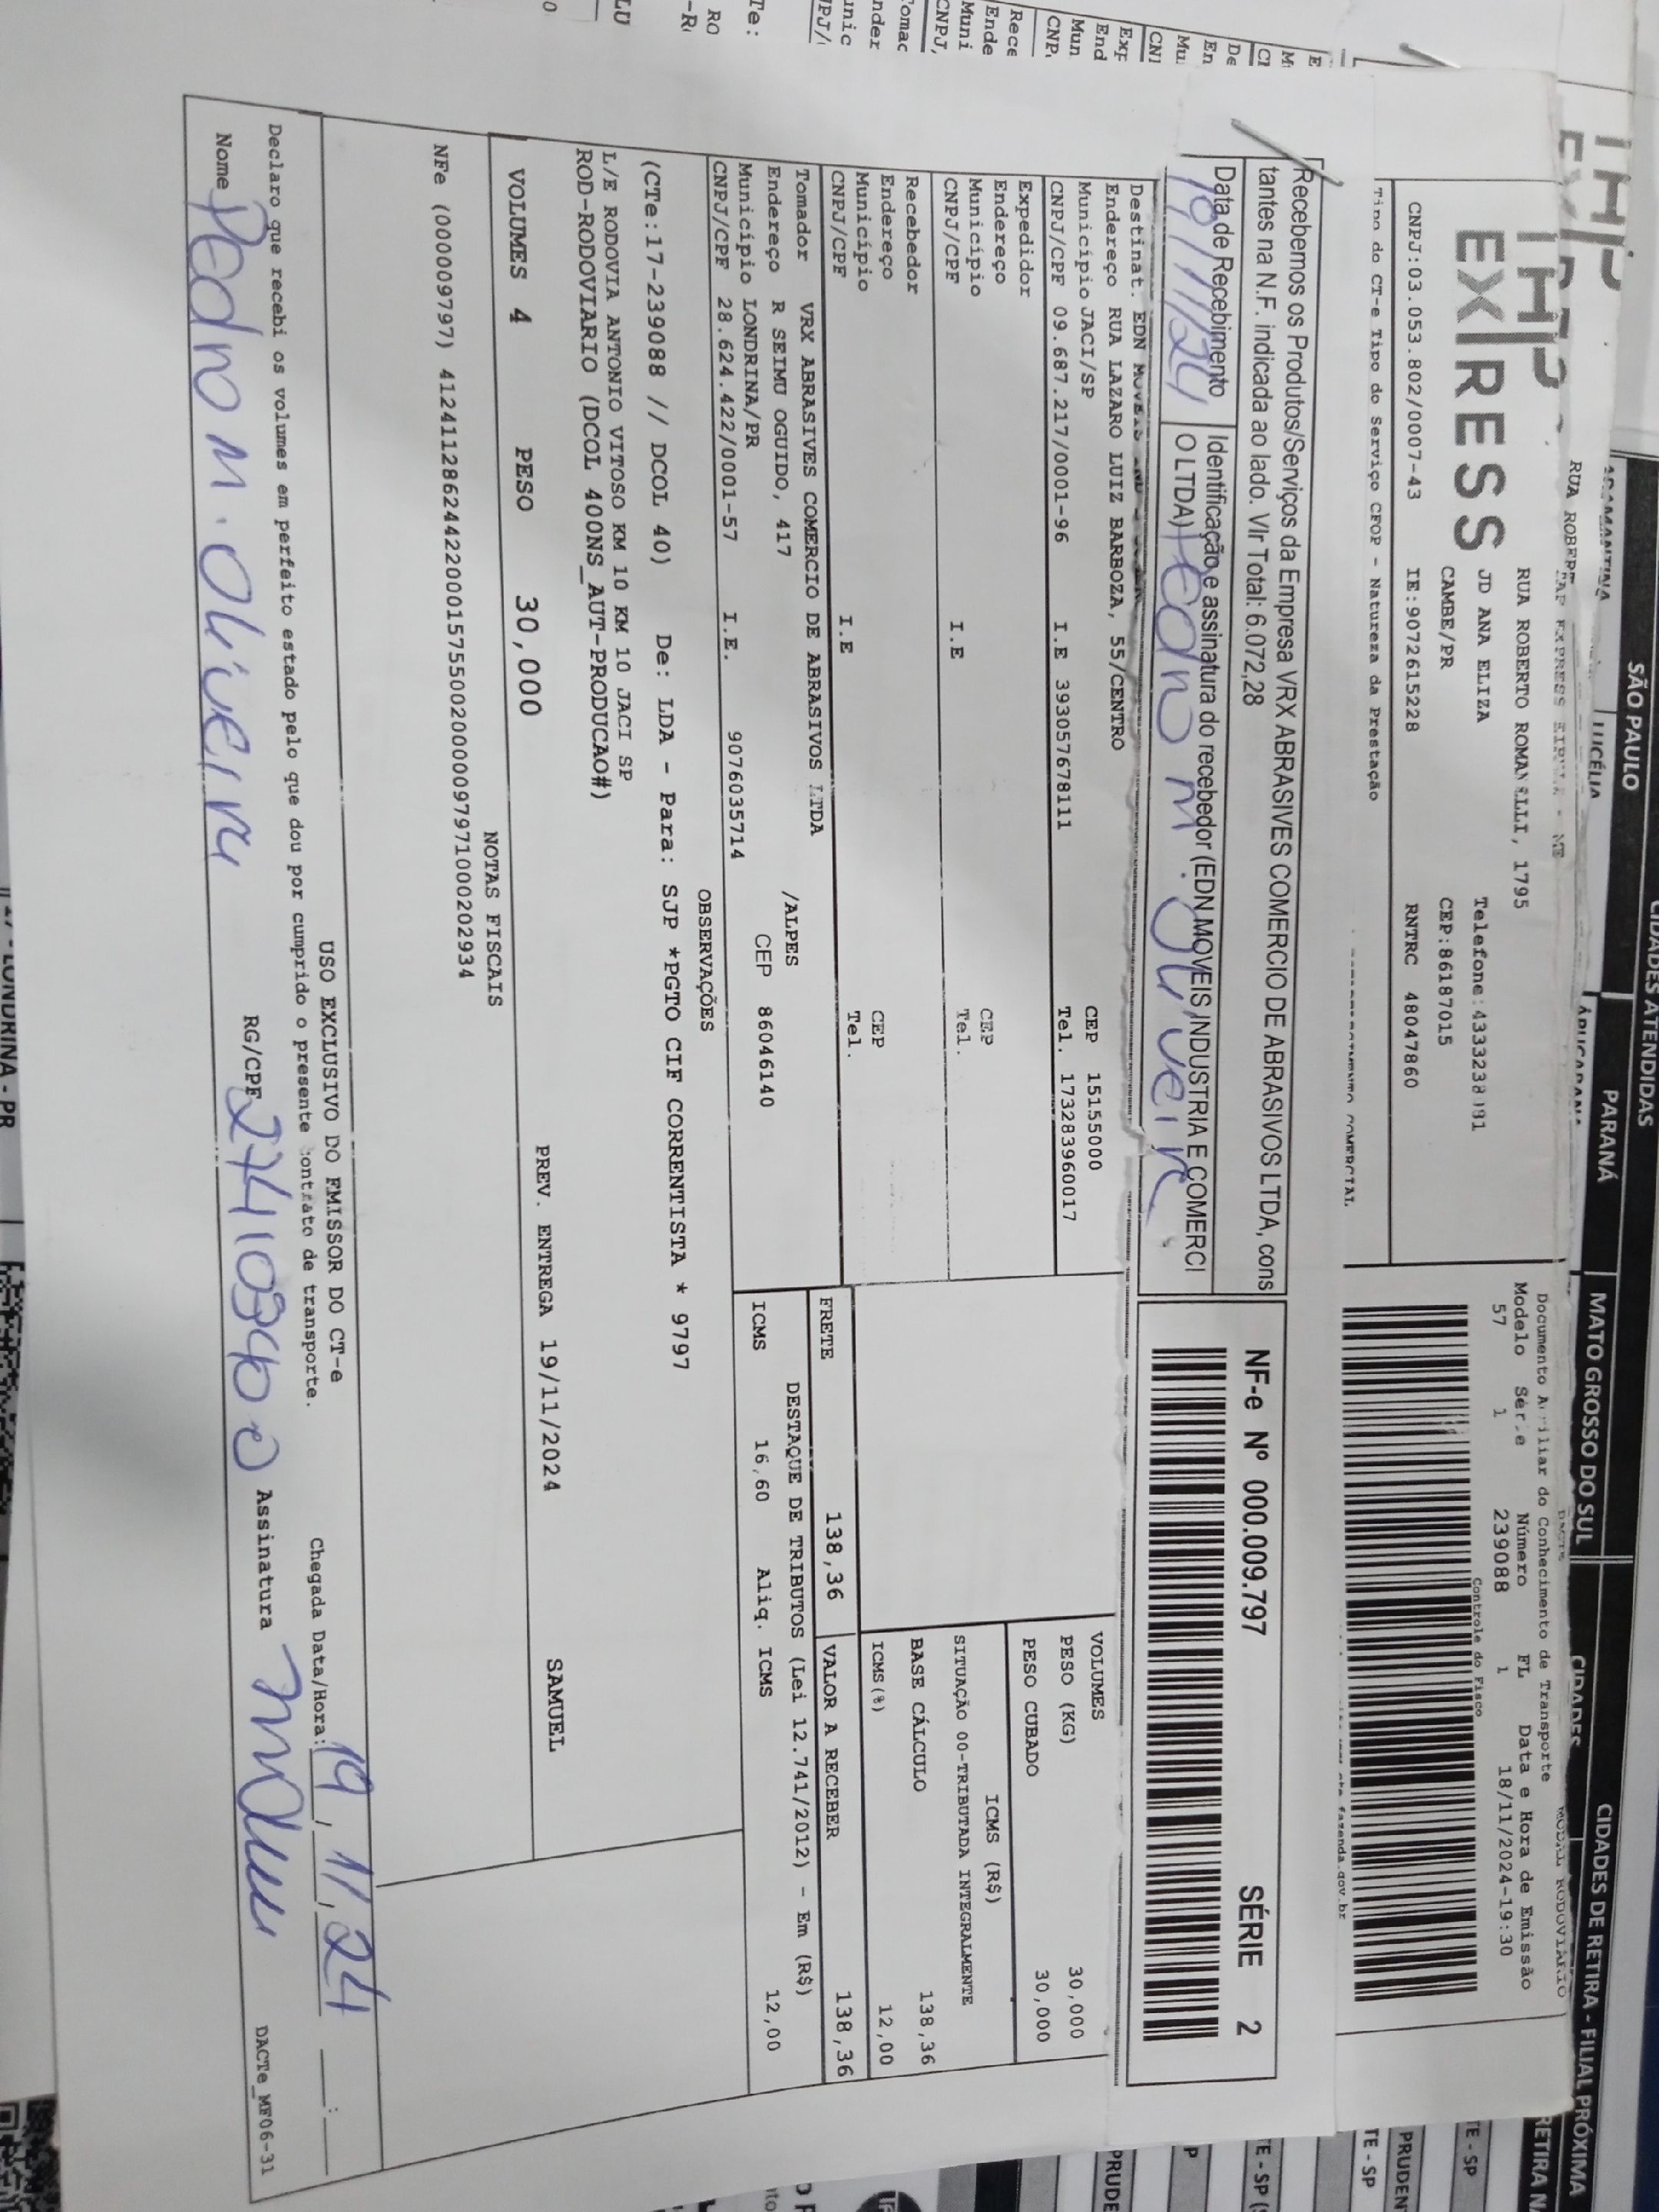 SÃO PAULO
CIDADES ATENDIDAS
PARANÁ
MATO GROSSO DO SUL
CIDADES DE RETIRA - FILIAL PRÓXIMA
LUCÉLIA
EXPRESS
RUA ROBERTO ROMANELLI, 1795
JD ANA ELIZA
CAMBE/PR
CEP:86187015
CNPJ:03.053.802/0007-43 IE:9072615228 RNTRC 48047860
Tipo do CT-e Tipo do Serviço CFOP - Natureza da Prestação
Documento Auxiliar do Conhecimento de Transporte
Modelo Série Número FL Data e Hora de Emissão
57 1 239088 1 18/11/2024-19:30
Controle do Fisco
Recebemos os Produtos/Serviços da Empresa VRX ABRASIVES COMERCIO DE ABRASIVOS LTDA, cons
tantes na N.F. indicada ao lado. Vlr Total: 6.072,28
Data de Recebimento
19/11/24
Identificação e assinatura do recebedor (EDN MOVEIS INDUSTRIA E COMERCI
O LTDA) Pedro M. Oliveira
NF-e Nº 000.009.797 SÉRIE 2
Destinat. EDN MOVEIS IND
Endereço RUA LAZARO LUIZ BARBOZA, 55/CENTRO
Município JACI/SP CEP 15155000
CNPJ/CPF 09.687.217/0001-96 I.E 393057678111 Tel. 1732839600​17
Expedidor
Endereço
Município CEP
CNPJ/CPF I.E Tel.
Recebedor
Endereço
Município CEP
CNPJ/CPF I.E Tel.
VOLUMES
PESO (KG) 30,000
PESO CUBADO 30,000
ICMS (R$)
SITUAÇÃO 00-TRIBUTADA INTEGRALMENTE
BASE CÁLCULO 138,36
ICMS(%) 12,00
Tomador VRX ABRASIVES COMERCIO DE ABRASIVOS LTDA
Endereço R SEIMU OGUIDO, 417 /ALPES
Município LONDRINA/PR CEP 86046140
CNPJ/CPF 28.624.422/0001-57 I.E. 9076035714
FRETE 138,36 VALOR A RECEBER 138,36
DESTAQUE DE TRIBUTOS (Lei 12.741/2012) - Em (R$)
ICMS 16,60 Aliq. ICMS 12,00
OBSERVAÇÕES
(CTe:17-239088 // DCOL 40) De: LDA - Para: SJP *PGTO CIF CORRENTISTA * 9797
L/E RODOVIA ANTONIO VITOSO KM 10 KM 10 JACI SP
ROD-RODOVIARIO (DCOL 400NS_AUT-PRODUCAO#)
VOLUMES 4 PESO 30,000 PREV. ENTREGA 19/11/2024 SAMUEL
NOTAS FISCAIS
NFe (000009797) 41241128624422000157550020000097971000202934
USO EXCLUSIVO DO EMISSOR DO CT-e
Declaro que recebi os volumes em perfeito estado pelo que dou por cumprido o presente contrato de transporte.
Chegada Data/Hora: 19, 11, 24 __:__
Nome Pedro M. Oliveira RG/CPF Assinatura
DACTe_MF06-31